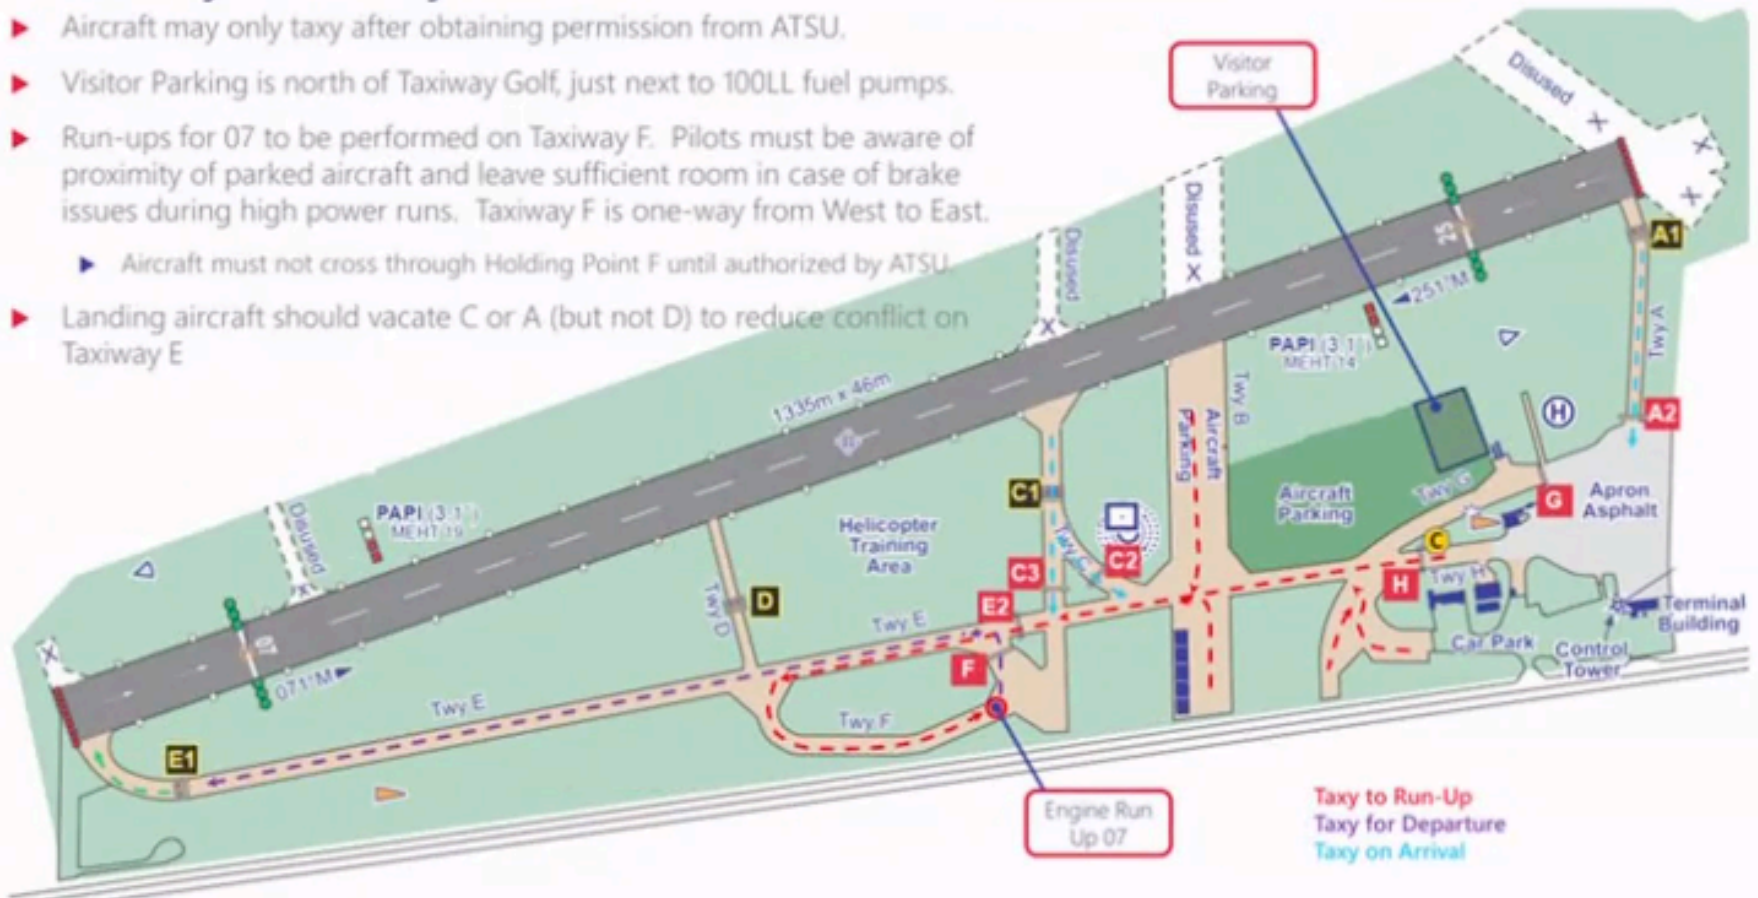 Aircraft may only taxy after obtaining permission from ATSU.
Visitor Parking is north of Taxiway Golf, just next to 100LL fuel pumps.
Run-ups for 07 to be performed on Taxiway F. Pilots must be aware of
proximity of parked aircraft and leave sufficient room in case of brake
issues during high power runs. Taxiway F is one-way from West to East.
Aircraft must not cross through Holding Point F until authorized by ATSU.
Landing aircraft should vacate C or A (but not D) to reduce conflict on
Taxiway E
Visitor
Parking
Disused
Disused
Disused
Disused
25
251°M
A1
Twy A
A2
PAPI (3.1°)
MEHT 14
Twy B
Aircraft
Parking
H
1335m x 46m
C1
Helicopter
Training
Area
Twy C
C2
C3
E2
Aircraft
Parking
Twy G
G
Apron
Asphalt
C
H
Twy H
Terminal
Building
Car Park
Control
Tower
PAPI (3.1°)
MEHT 19
07
071°M
Twy D
D
Twy E
F
Twy F
Twy E
E1
Engine Run
Up 07
Taxy to Run-Up
Taxy for Departure
Taxy on Arrival